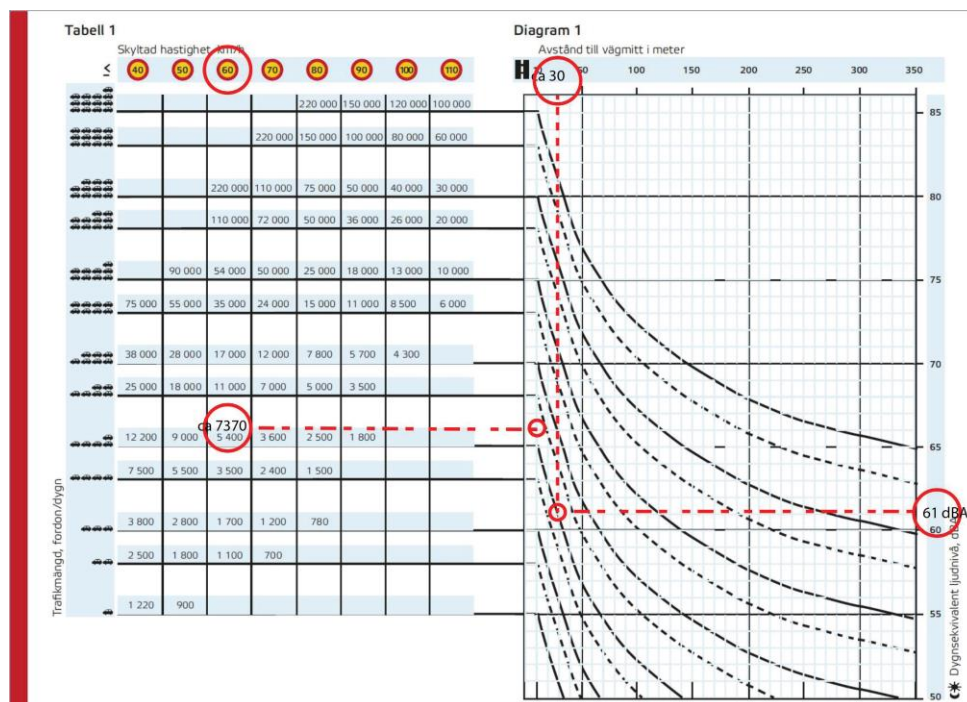 Tabell 1
Skyltad hastighet, km/h
≤ 40 50 60 70 80 90 100 110
220 000 150 000 120 000 100 000
220 000 150 000 100 000 80 000 60 000
220 000 110 000 75 000 50 000 40 000 30 000
110 000 72 000 50 000 36 000 26 000 20 000
90 000 54 000 50 000 25 000 18 000 13 000 10 000
75 000 55 000 35 000 24 000 15 000 11 000 8 500 6 000
38 000 28 000 17 000 12 000 7 800 5 700 4 300
25 000 18 000 11 000 7 000 5 000 3 500
ca 7370
12 200 9 000 5 400 3 600 2 500 1 800
7 500 5 500 3 500 2 400 1 500
3 800 2 800 1 700 1 200 780
2 500 1 800 1 100 700
1 220 900
Trafikmängd, fordon/dygn
Diagram 1
Avstånd till vägmitt i meter
ca 30 50 100 150 200 250 300 350
85
80
75
70
65
61 dBA
60
55
50
Dygnsekvivalent ljudnivå, dBA